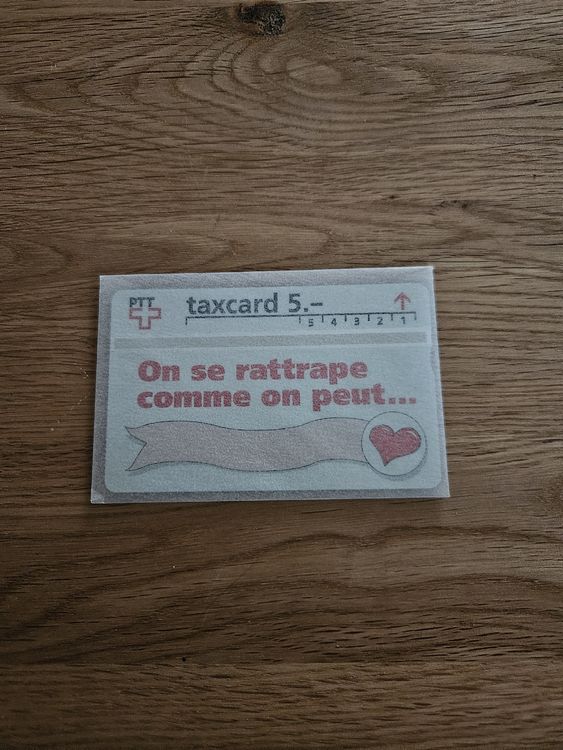 PTT
taxcard 5.–
5 4 3 2 1
On se rattrape
comme on peut...